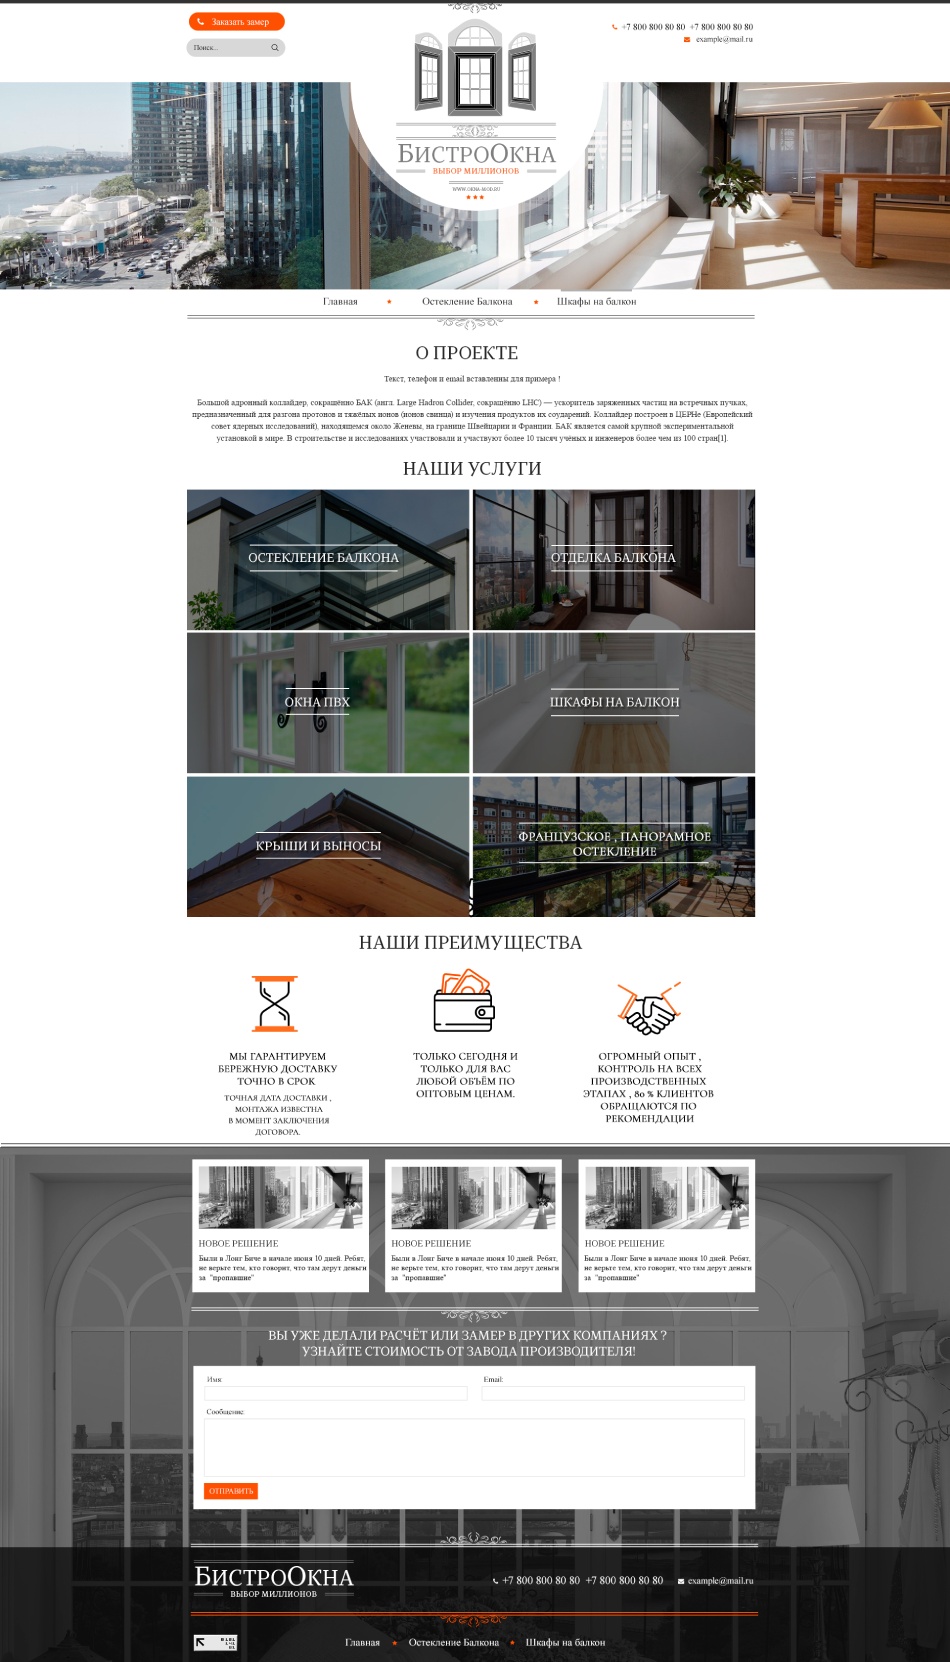 Заказать замер
Поиск...
+7 800 800 80 80 +7 800 800 80 80
example@mail.ru
БистроОкна
ВЫБОР МИЛЛИОНОВ
WWW.OKNA-MOD.RU
Главная
Остекление Балкона
Шкафы на балкон
О ПРОЕКТЕ
Текст, телефон и email вставленны для примера !
Большой адронный коллайдер, сокращённо БАК (англ. Large Hadron Collider, сокращённо LHC) — ускоритель заряженных частиц на встречных пучках,
предназначенный для разгона протонов и тяжёлых ионов (ионов свинца) и изучения продуктов их соударений. Коллайдер построен в ЦЕРНе (Европейский
совет ядерных исследований), находящемся около Женевы, на границе Швейцарии и Франции. БАК является самой крупной экспериментальной
установкой в мире. В строительстве и исследованиях участвовали и участвуют более 10 тысяч учёных и инженеров более чем из 100 стран[1].
НАШИ УСЛУГИ
ОСТЕКЛЕНИЕ БАЛКОНА
ОТДЕЛКА БАЛКОНА
ОКНА ПВХ
ШКАФЫ НА БАЛКОН
КРЫШИ И ВЫНОСЫ
ФРАНЦУЗСКОЕ , ПАНОРАМНОЕ
ОСТЕКЛЕНИЕ
НАШИ ПРЕИМУЩЕСТВА
МЫ ГАРАНТИРУЕМ
БЕРЕЖНУЮ ДОСТАВКУ
ТОЧНО В СРОК
ТОЧНАЯ ДАТА ДОСТАВКИ ,
МОНТАЖА ИЗВЕСТНА
В МОМЕНТ ЗАКЛЮЧЕНИЯ
ДОГОВОРА.
ТОЛЬКО СЕГОДНЯ И
ТОЛЬКО ДЛЯ ВАС
ЛЮБОЙ ОБЪЁМ ПО
ОПТОВЫМ ЦЕНАМ.
ОГРОМНЫЙ ОПЫТ ,
КОНТРОЛЬ НА ВСЕХ
ПРОИЗВОДСТВЕННЫХ
ЭТАПАХ , 80 % КЛИЕНТОВ
ОБРАЩАЮТСЯ ПО
РЕКОМЕНДАЦИИ
НОВОЕ РЕШЕНИЕ
Были в Лонг Биче в начале июня 10 дней. Ребят,
не верьте тем, кто говорит, что там дерут деньги
за "пропавшие"
НОВОЕ РЕШЕНИЕ
Были в Лонг Биче в начале июня 10 дней. Ребят,
не верьте тем, кто говорит, что там дерут деньги
за "пропавшие"
НОВОЕ РЕШЕНИЕ
Были в Лонг Биче в начале июня 10 дней. Ребят,
не верьте тем, кто говорит, что там дерут деньги
за "пропавшие"
ВЫ УЖЕ ДЕЛАЛИ РАСЧЁТ ИЛИ ЗАМЕР В ДРУГИХ КОМПАНИЯХ ?
УЗНАЙТЕ СТОИМОСТЬ ОТ ЗАВОДА ПРОИЗВОДИТЕЛЯ!
Имя:
Email:
Сообщение:
ОТПРАВИТЬ
БистроОкна
ВЫБОР МИЛЛИОНОВ
+7 800 800 80 80 +7 800 800 80 80
example@mail.ru
Главная
Остекление Балкона
Шкафы на балкон